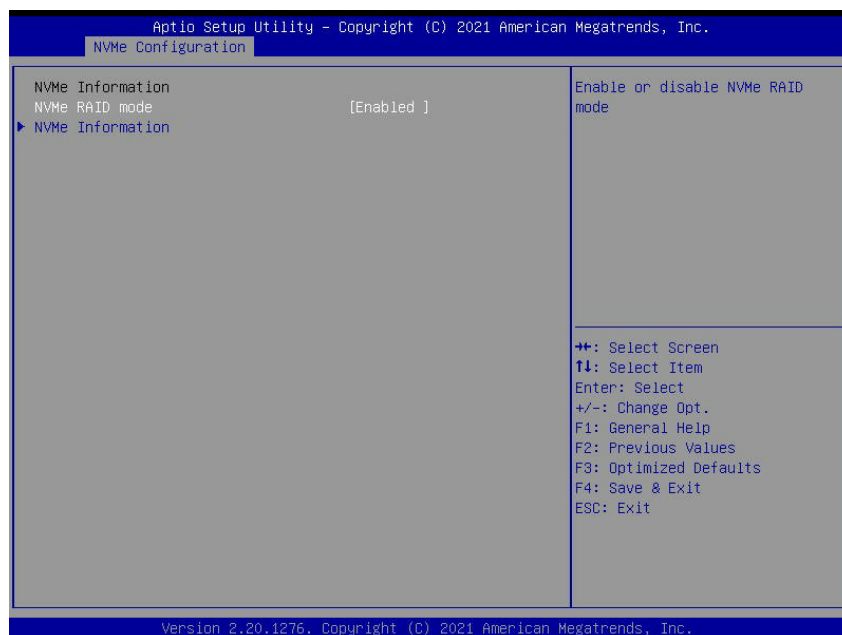 Aptio Setup Utility – Copyright (C) 2021 American Megatrends, Inc.
NVMe Configuration
NVMe Information
NVMe RAID mode [Enabled ]
NVMe Information
Enable or disable NVMe RAID
mode
→←: Select Screen
↑↓: Select Item
Enter: Select
+/-: Change Opt.
F1: General Help
F2: Previous Values
F3: Optimized Defaults
F4: Save & Exit
ESC: Exit
Version 2.20.1276. Copyright (C) 2021 American Megatrends, Inc.